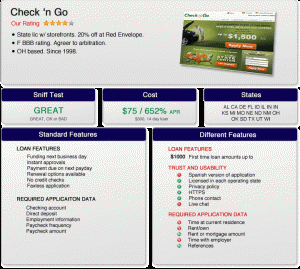 Check 'n Go
Our Rating
State lic w/ storefronts. 20% off at Red Envelope.
F BBB rating. Agreer to arbitration.
OH based. Since 1998.
Check 'n Go
$1,500
Apply Now
Sniff Test
GREAT
GREAT, OK or BAD
Cost
$75 / 652% APR
$300, 14 day loan
States
AL CA DE FL ID IL IN IN
KS MI MO NE ND NM OH
OK SD TX UT WI
Standard Features
LOAN FEATURES
Funding next business day
Instant approvals
Payment due on next payday
Renewal options available
No credit checks
Faxless application
REQUIRED APPLICAITON DATA
Checking account
Direct deposit
Employment information
Paycheck frequency
Paycheck amount
Different Features
LOAN FEATURES
$1000 First time loan amounts up to
TRUST AND USABILITY
Spanish version of application
Licensed in each operating state
Privacy policy
HTTPS
Phone contact
Live chat
REQUIRED APPLICATION DATA
Time at current residence
Rent/own
Rent or mortgage amount
Time with employer
References